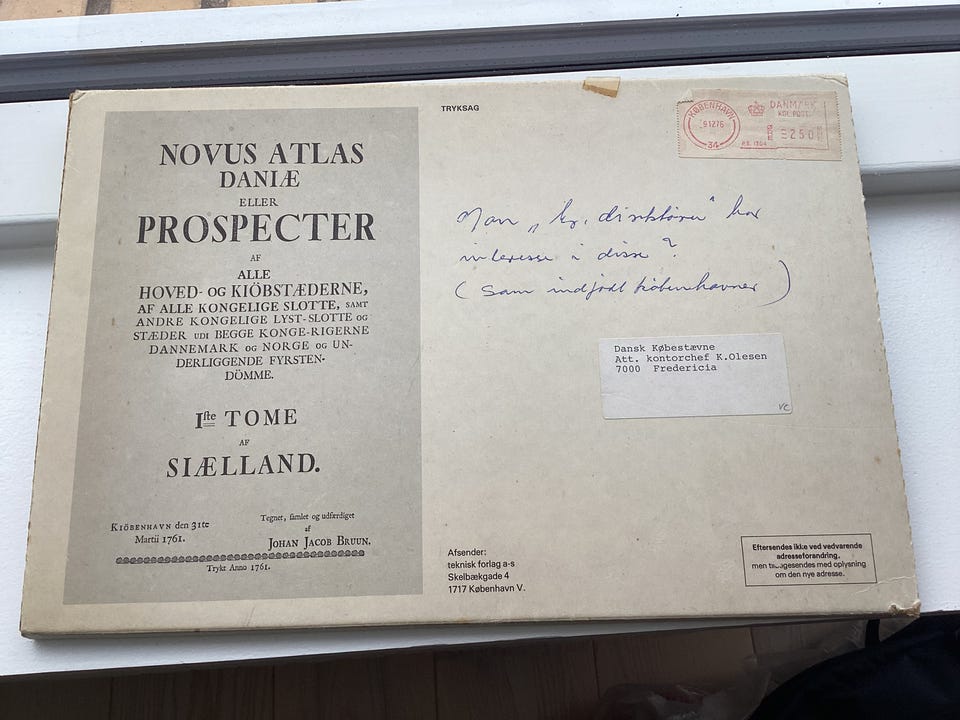 NOVUS ATLAS
DANIÆ
ELLER
PROSPECTER
AF
ALLE
HOVED- OG KIÖBSTÆDERNE,
AF ALLE KONGELIGE SLOTTE, SAMT
ANDRE KONGELIGE LYST-SLOTTE OG
STÆDER UDI BEGGE KONGE-RIGERNE
DANNEMARK OG NORGE OG UN-
DERLIGGENDE FYRSTEN-
DÖMME.
Iste TOME
AF
SIÆLLAND.
KIÖBENHAVN den 31te
Martii 1761.
Tegnet, samlet og udfærdiget
af
JOHAN JACOB BRUUN.
Trykt Anno 1761.
TRYKSAG
KØBENHAVN
91276
34
DANMARK
KGL POST
250
Mon „hr. direktøren" har
interesse i disse?
(som indfødt københavner)
Dansk Købestævne
Att. kontorchef K.Olesen
7000 Fredericia
VC
Afsender:
teknisk forlag a-s
Skelbækgade 4
1717 København V.
Eftersendes ikke ved vedvarende
adresseforandring,
men tilbagesendes med oplysning
om den nye adresse.